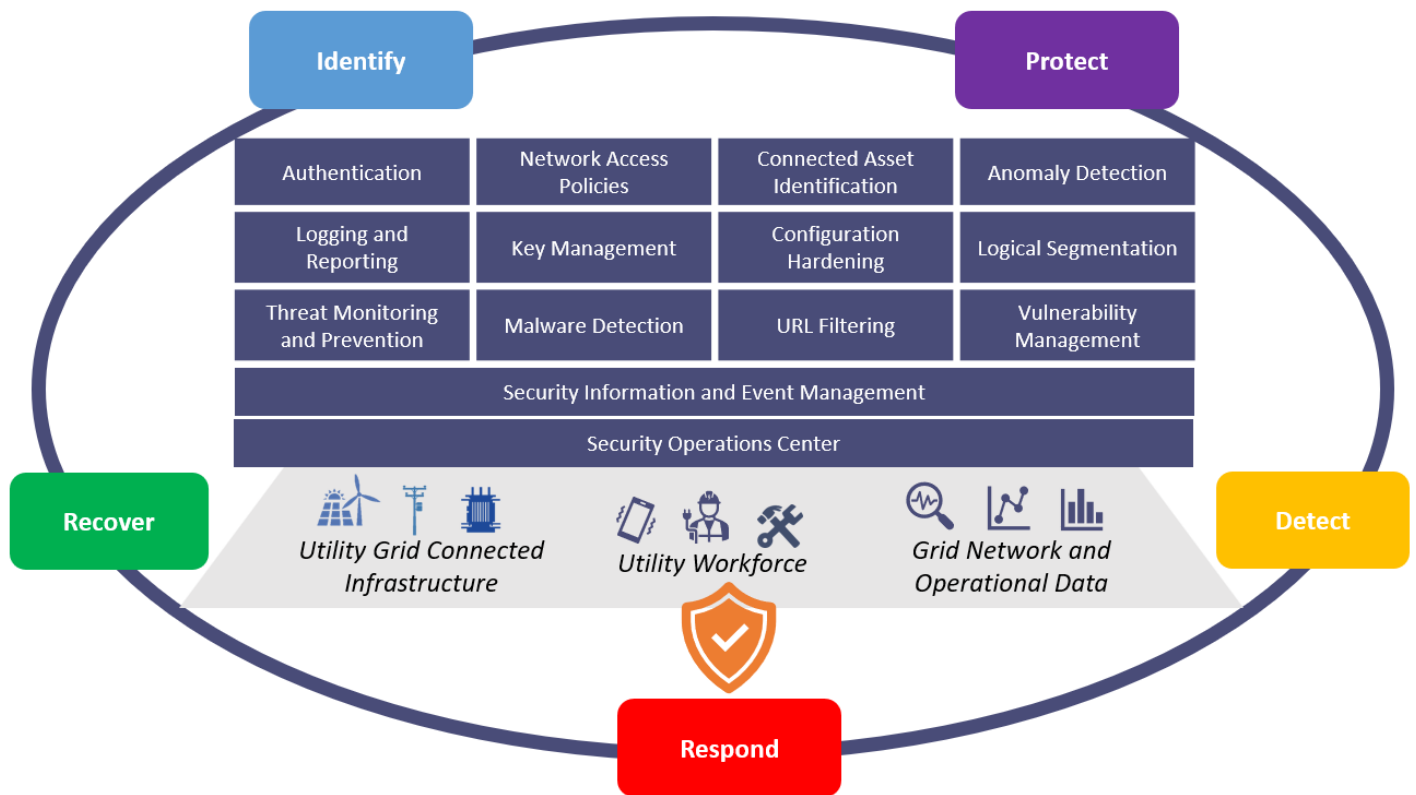 Identify
Protect
Authentication
Network Access
Policies
Connected Asset
Identification
Anomaly Detection
Logging and
Reporting
Key Management
Configuration
Hardening
Logical Segmentation
Threat Monitoring
and Prevention
Malware Detection
URL Filtering
Vulnerability
Management
Security Information and Event Management
Security Operations Center
Recover
Detect
Utility Grid Connected
Infrastructure
Utility Workforce
Grid Network and
Operational Data
Respond